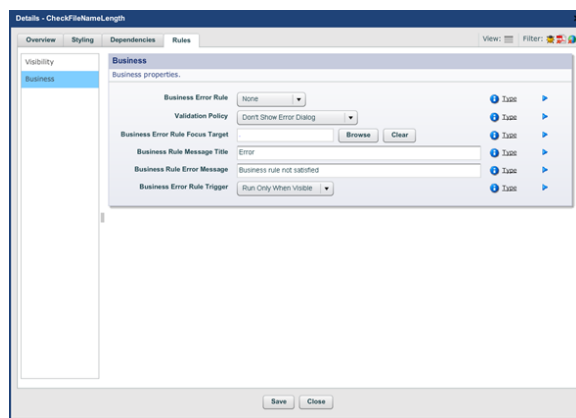 Details - CheckFileNameLength
Overview Styling Dependencies Rules View: Filter:
Visibility
Business
Business
Business properties.
Business Error Rule None Type
Validation Policy Don't Show Error Dialog Type
Business Error Rule Focus Target Browse Clear
Business Rule Message Title Error Type
Business Rule Error Message Business rule not satisfied Type
Business Error Rule Trigger Run Only When Visible Type
Save Close